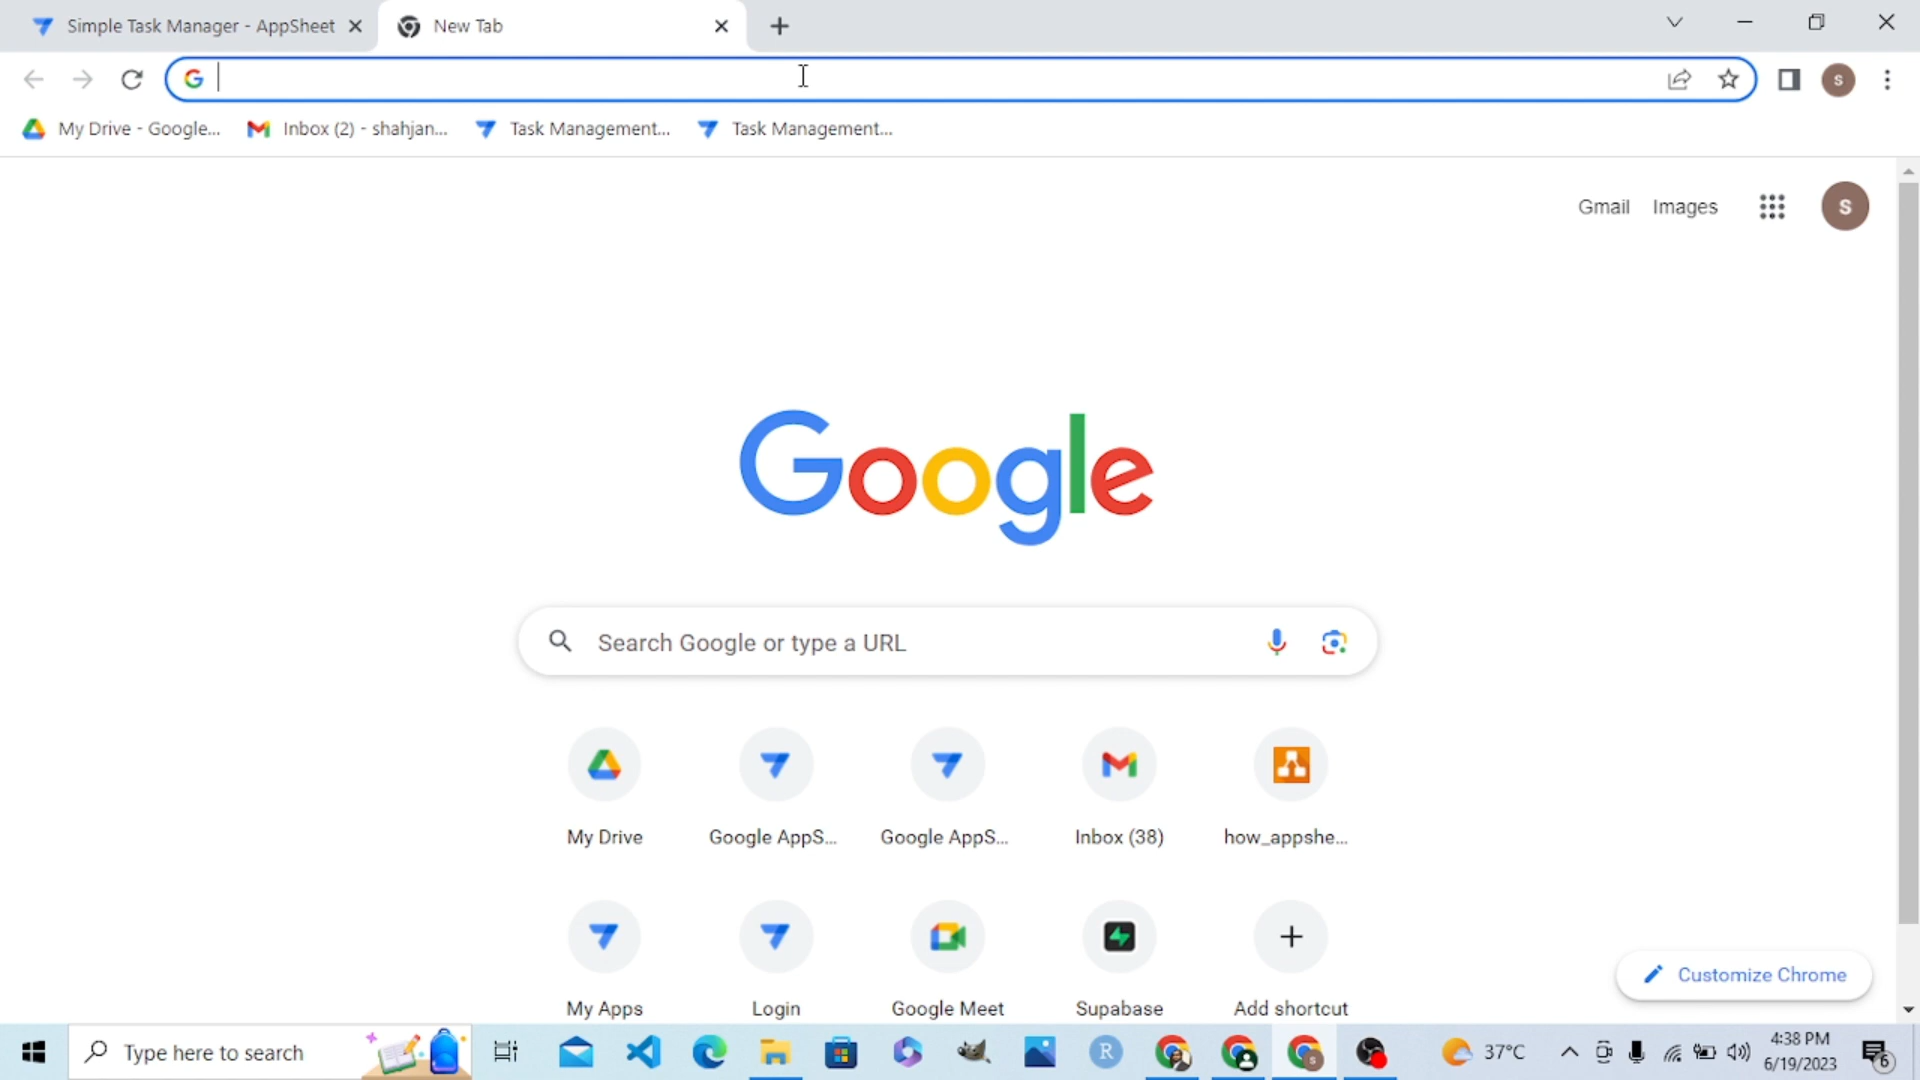 Simple Task Manager - AppSheet
New Tab
My Drive - Google...
Inbox (2) - shahjan...
Task Management...
Task Management...
S
Gmail
Images
S
Google
Search Google or type a URL
My Drive
Google AppS...
Google AppS...
Inbox (38)
how_appshe...
My Apps
Login
Google Meet
Supabase
Add shortcut
Customize Chrome
Type here to search
R
S
37°C
4:38 PM
6/19/2023
6